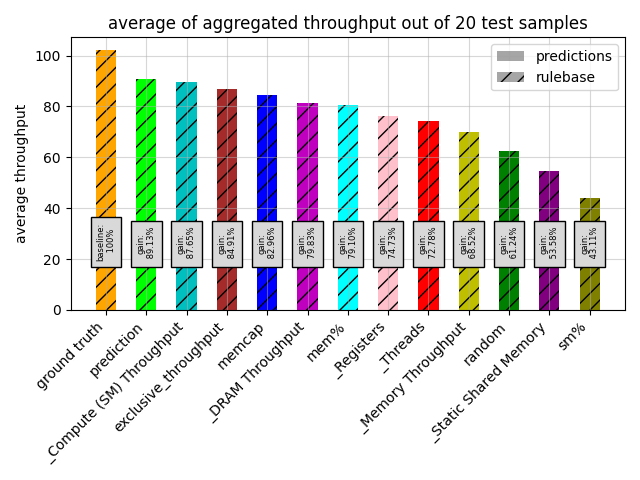 average of aggregated throughput out of 20 test samples
predictions
rulebase
average throughput
100
80
60
40
20
0
baseline:
100%
gain:
89.13%
gain:
87.65%
gain:
84.91%
gain:
82.96%
gain:
79.83%
gain:
79.10%
gain:
74.73%
gain:
72.78%
gain:
68.52%
gain:
61.24%
gain:
53.58%
gain:
43.11%
ground truth
prediction
_Compute (SM) Throughput
exclusive_throughput
memcap
_DRAM Throughput
mem%
_Registers
_Threads
_Memory Throughput
random
_Static Shared Memory
sm%